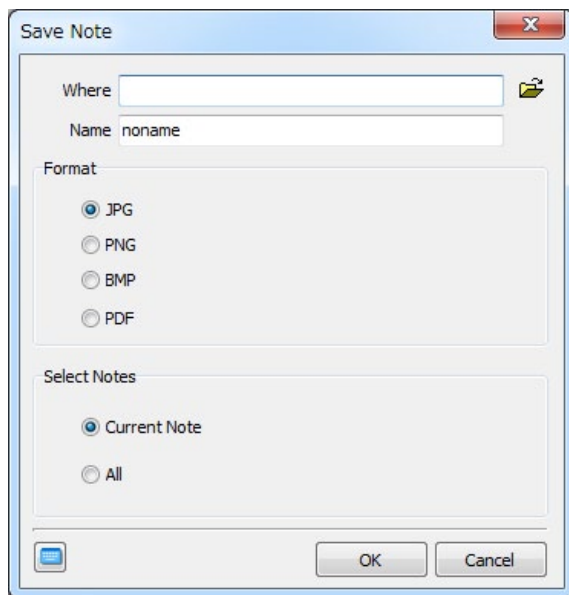 Save Note
Where
Name noname
Format
JPG
PNG
BMP
PDF
Select Notes
Current Note
All
OK Cancel